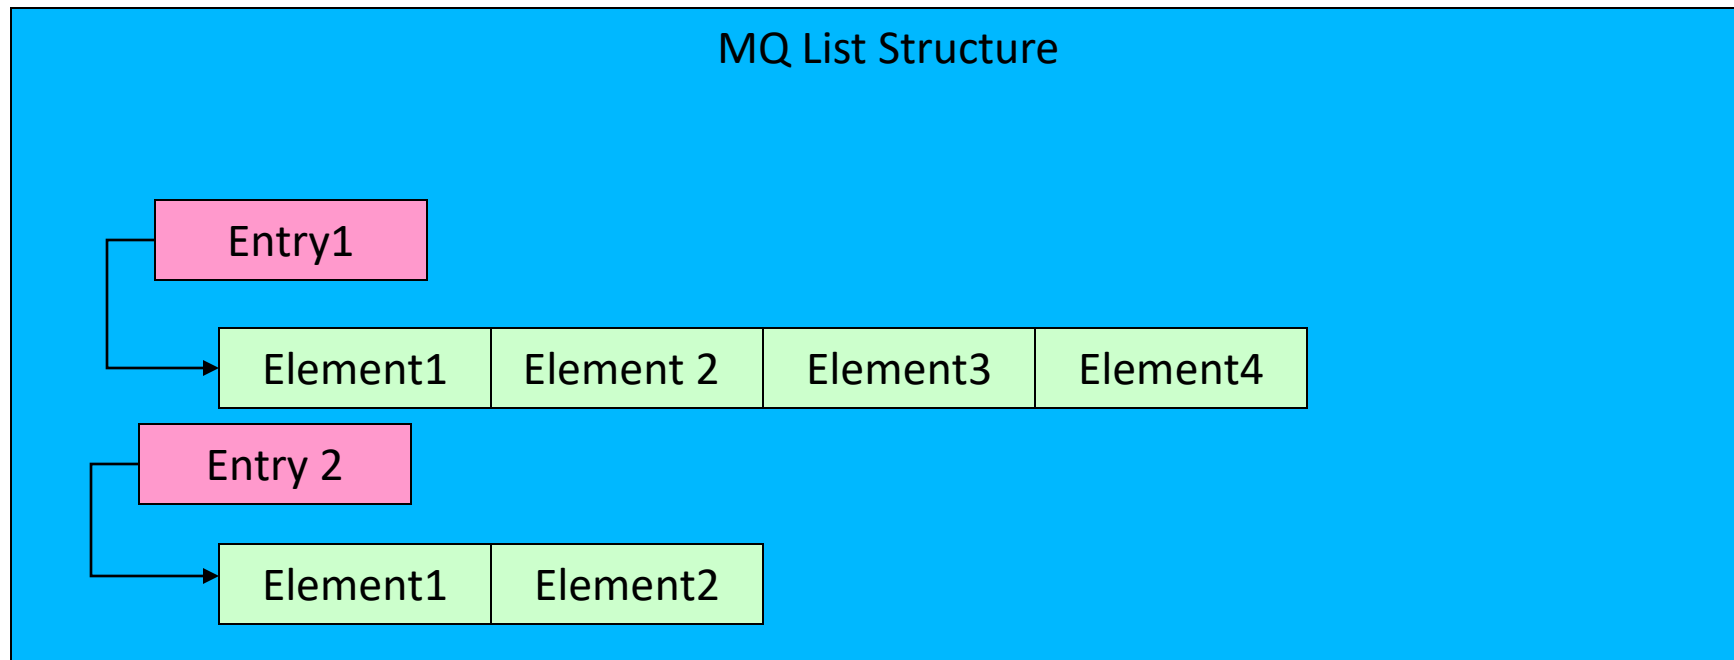 MQ List Structure
Entry1
Element1 Element 2 Element3 Element4
Entry 2
Element1 Element2